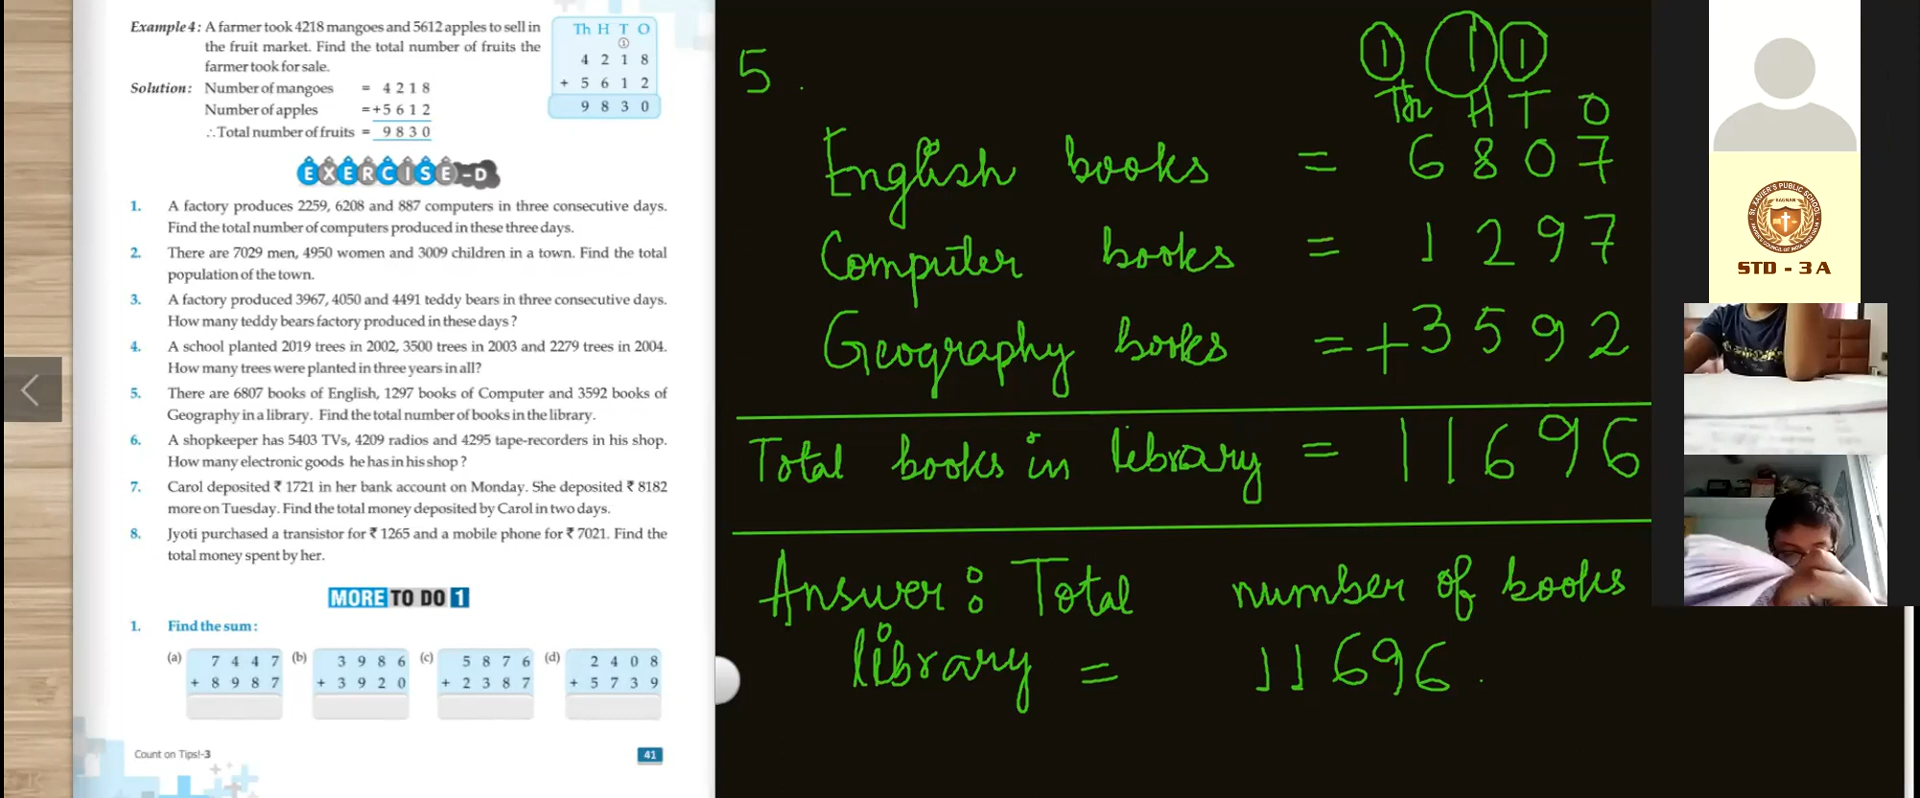 Example 4: A farmer took 4218 mangoes and 5612 apples to sell in
the fruit market. Find the total number of fruits the
farmer took for sale.
Solution: Number of mangoes = 4 2 1 8
Number of apples =+5 6 1 2
∴Total number of fruits = 9 8 3 0
Th H T O
1
4 2 1 8
+ 5 6 1 2
9 8 3 0
EXERCISE-D
1. A factory produces 2259, 6208 and 887 computers in three consecutive days.
Find the total number of computers produced in these three days.
2. There are 7029 men, 4950 women and 3009 children in a town. Find the total
population of the town.
3. A factory produced 3967, 4050 and 4491 teddy bears in three consecutive days.
How many teddy bears factory produced in these days ?
4. A school planted 2019 trees in 2002, 3500 trees in 2003 and 2279 trees in 2004.
How many trees were planted in three years in all?
5. There are 6807 books of English, 1297 books of Computer and 3592 books of
Geography in a library. Find the total number of books in the library.
6. A shopkeeper has 5403 TVs, 4209 radios and 4295 tape-recorders in his shop.
How many electronic goods he has in his shop ?
7. Carol deposited ₹ 1721 in her bank account on Monday. She deposited ₹ 8182
more on Tuesday. Find the total money deposited by Carol in two days.
8. Jyoti purchased a transistor for ₹ 1265 and a mobile phone for ₹ 7021. Find the
total money spent by her.
MORE TO DO 1
1. Find the sum :
(a) 7 4 4 7 (b) 3 9 8 6 (c) 5 8 7 6 (d) 2 4 0 8
+ 8 9 8 7 + 3 9 2 0 + 2 3 8 7 + 5 7 3 9
Count on Tips!-3 41
5.
1 1 1
Th H T O
English books = 6 8 0 7
Computer books = 1 2 9 7
Geography books = + 3 5 9 2
Total books in library = 1 1 6 9 6
Answer : Total number of books
library = 11696.
ST. XAVIER'S PUBLIC SCHOOL
STD - 3 A